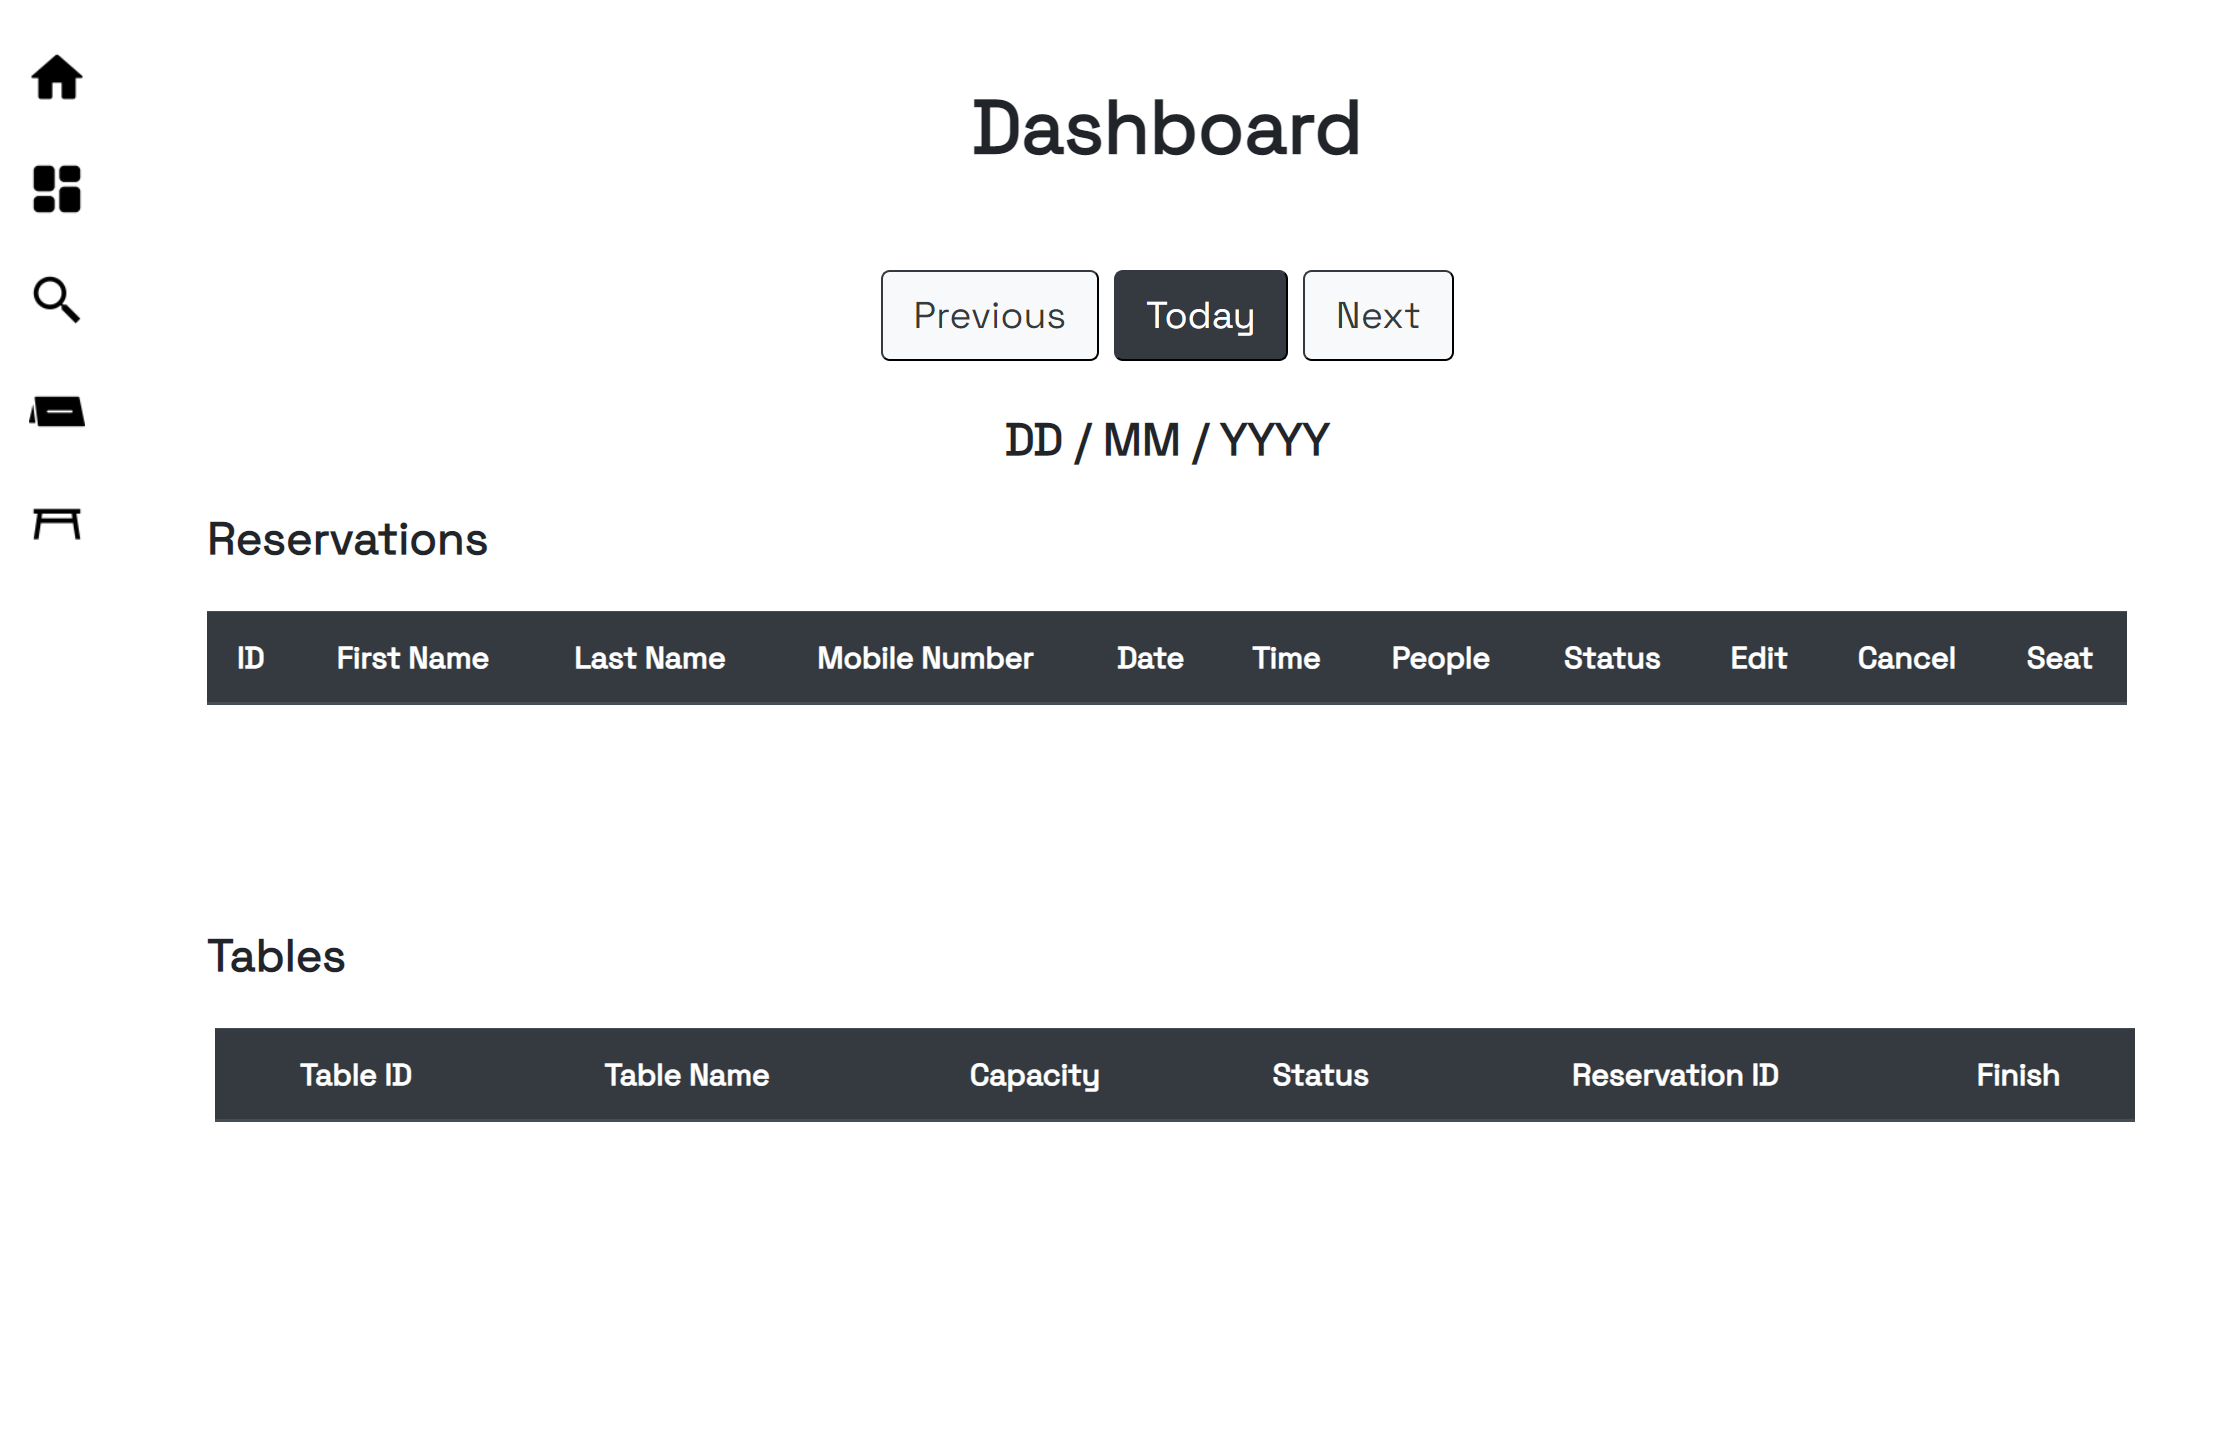 Dashboard
Previous Today Next
DD / MM / YYYY
Reservations
ID First Name Last Name Mobile Number Date Time People Status Edit Cancel Seat
Tables
Table ID Table Name Capacity Status Reservation ID Finish